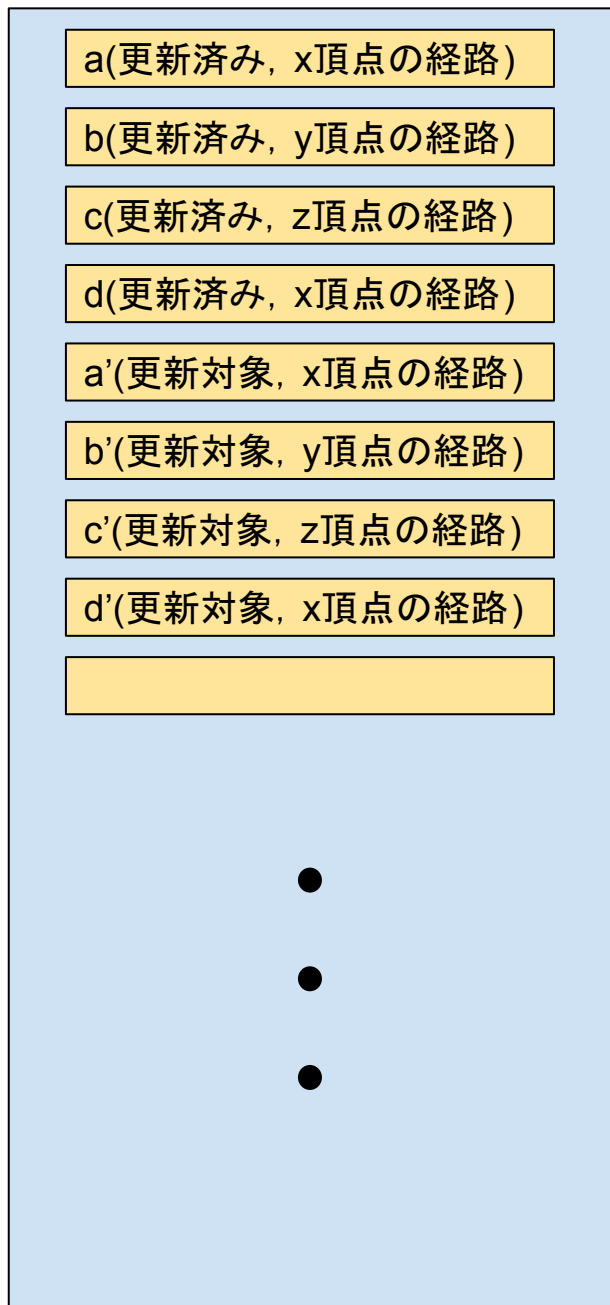 a(更新済み, x頂点の経路)
b(更新済み, y頂点の経路)
c(更新済み, z頂点の経路)
d(更新済み, x頂点の経路)
a’(更新対象, x頂点の経路)
b’(更新対象, y頂点の経路)
c’(更新対象, z頂点の経路)
d’(更新対象, x頂点の経路)